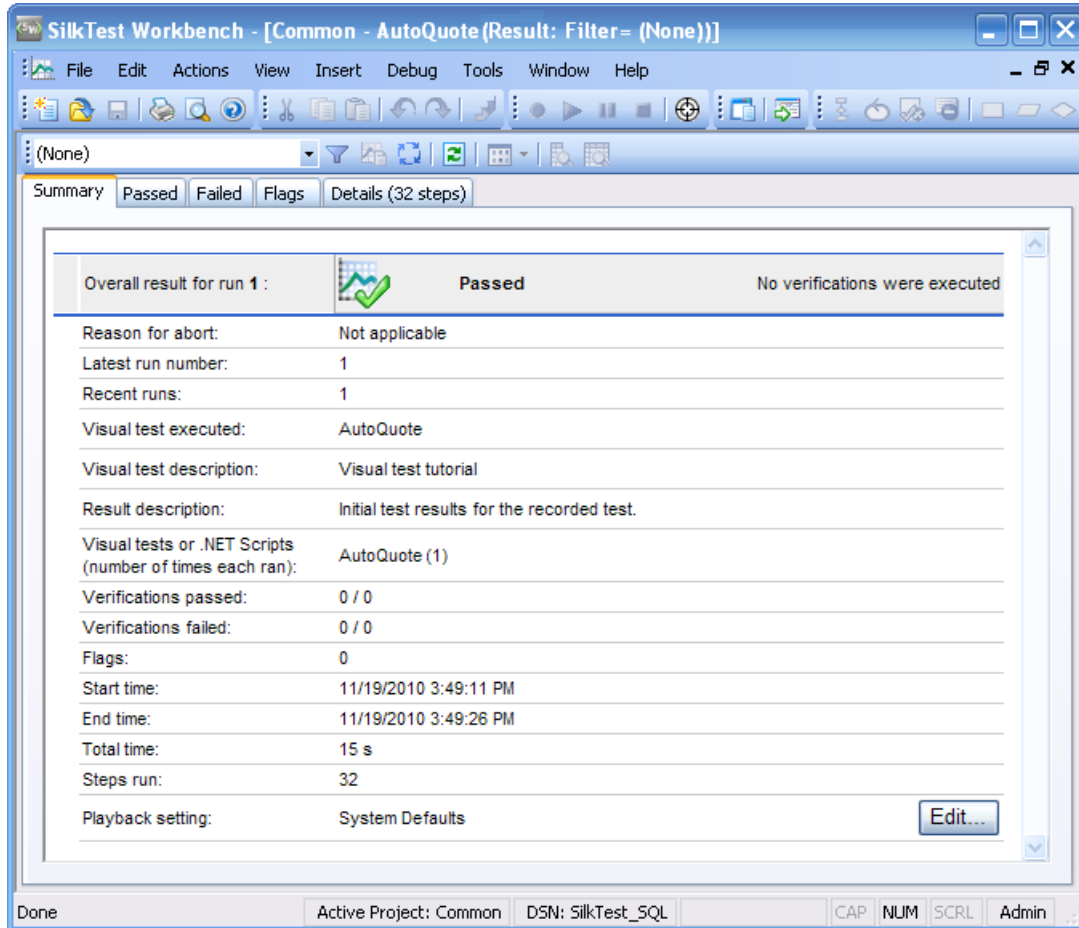 SilkTest Workbench - [Common - AutoQuote(Result: Filter= (None))]
File Edit Actions View Insert Debug Tools Window Help
(None)
Summary Passed Failed Flags Details (32 steps)
Overall result for run 1 : Passed No verifications were executed
Reason for abort: Not applicable
Latest run number: 1
Recent runs: 1
Visual test executed: AutoQuote
Visual test description: Visual test tutorial
Result description: Initial test results for the recorded test.
Visual tests or .NET Scripts
(number of times each ran): AutoQuote (1)
Verifications passed: 0 / 0
Verifications failed: 0 / 0
Flags: 0
Start time: 11/19/2010 3:49:11 PM
End time: 11/19/2010 3:49:26 PM
Total time: 15 s
Steps run: 32
Playback setting: System Defaults Edit...
Done Active Project: Common DSN: SilkTest_SQL CAP NUM SCRL Admin